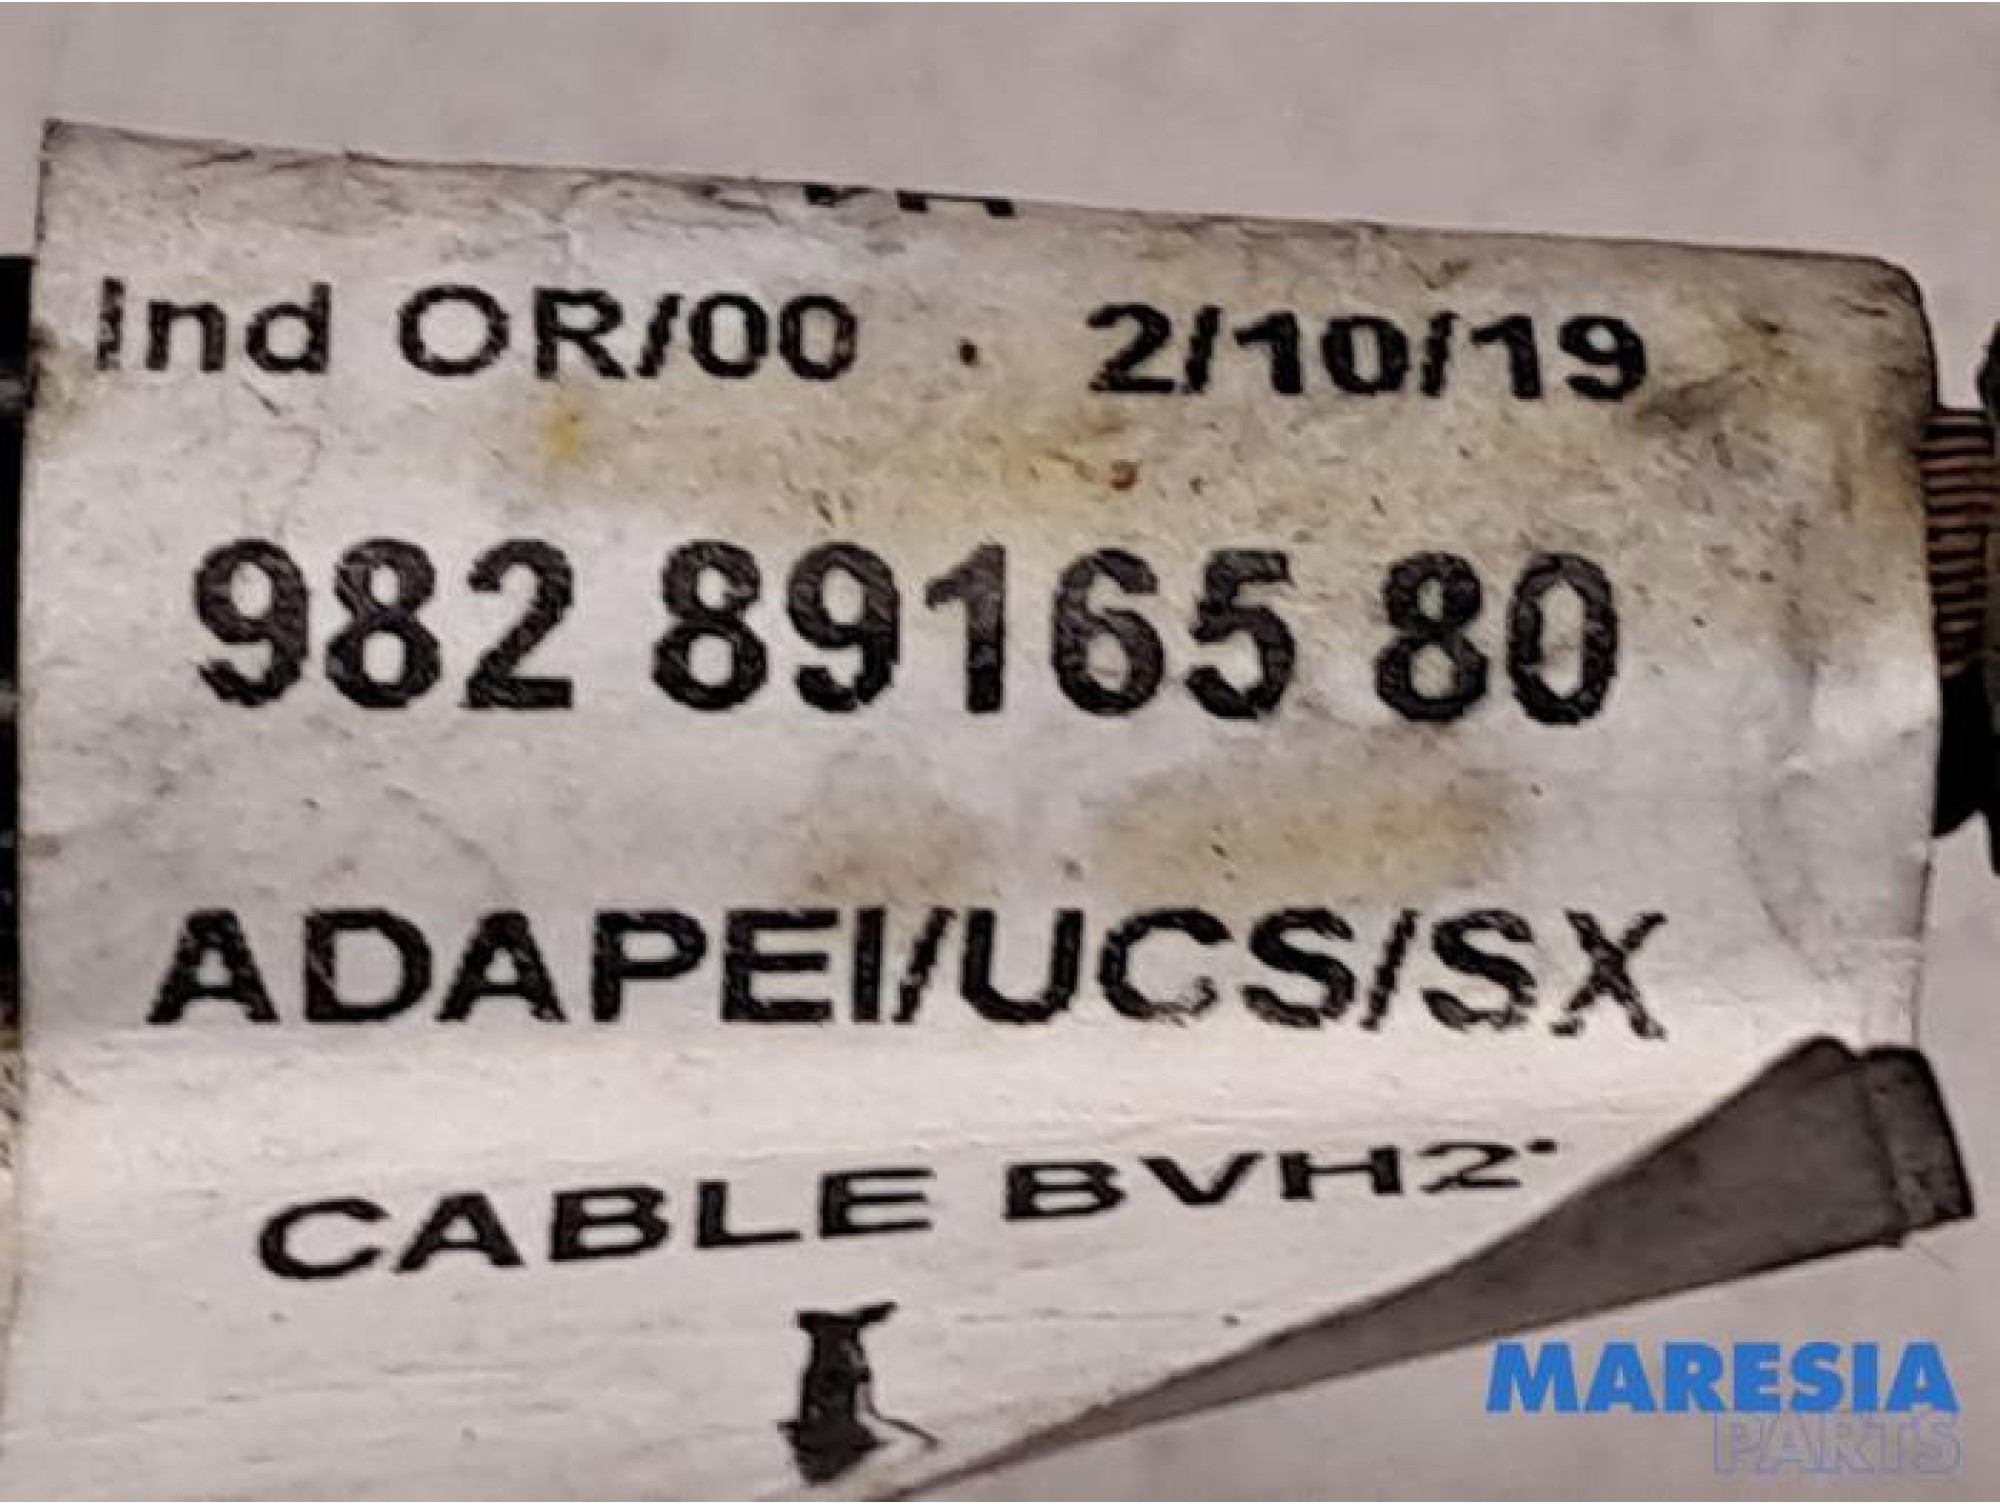 Ind OR/00 . 2/10/19
982 89165 80
ADAPEI/UCS/SX
CABLE BVH2
MARESIA
PARTS